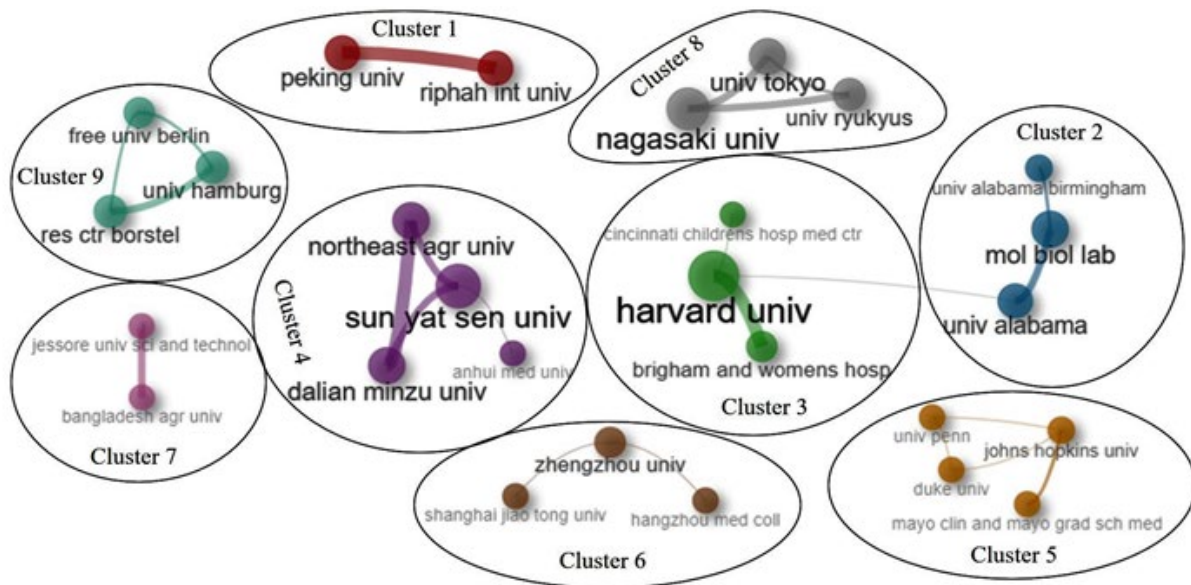 Cluster 1
peking univ
riphah int univ
Cluster 8
univ tokyo
univ ryukyus
nagasaki univ
Cluster 2
univ alabama birmingham
mol biol lab
univ alabama
free univ berlin
Cluster 9
univ hamburg
res ctr borstel
northeast agr univ
sun yat sen univ
Cluster 4
anhui med univ
dalian minzu univ
cincinnati childrens hosp med ctr
harvard univ
brigham and womens hosp
Cluster 3
jessore univ sci and technol
bangladesh agr univ
Cluster 7
zhengzhou univ
shanghai jiao tong univ
hangzhou med coll
Cluster 6
univ penn
johns hopkins univ
duke univ
mayo clin and mayo grad sch med
Cluster 5